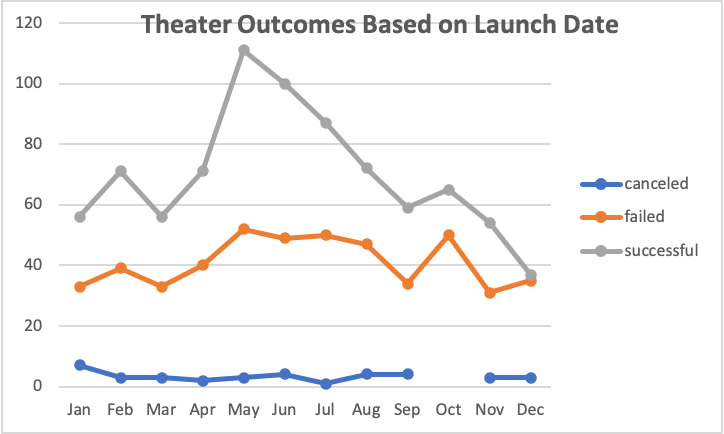 Theater Outcomes Based on Launch Date
120
100
80
60
40
20
0
Jan Feb Mar Apr May Jun Jul Aug Sep Oct Nov Dec
canceled
failed
successful